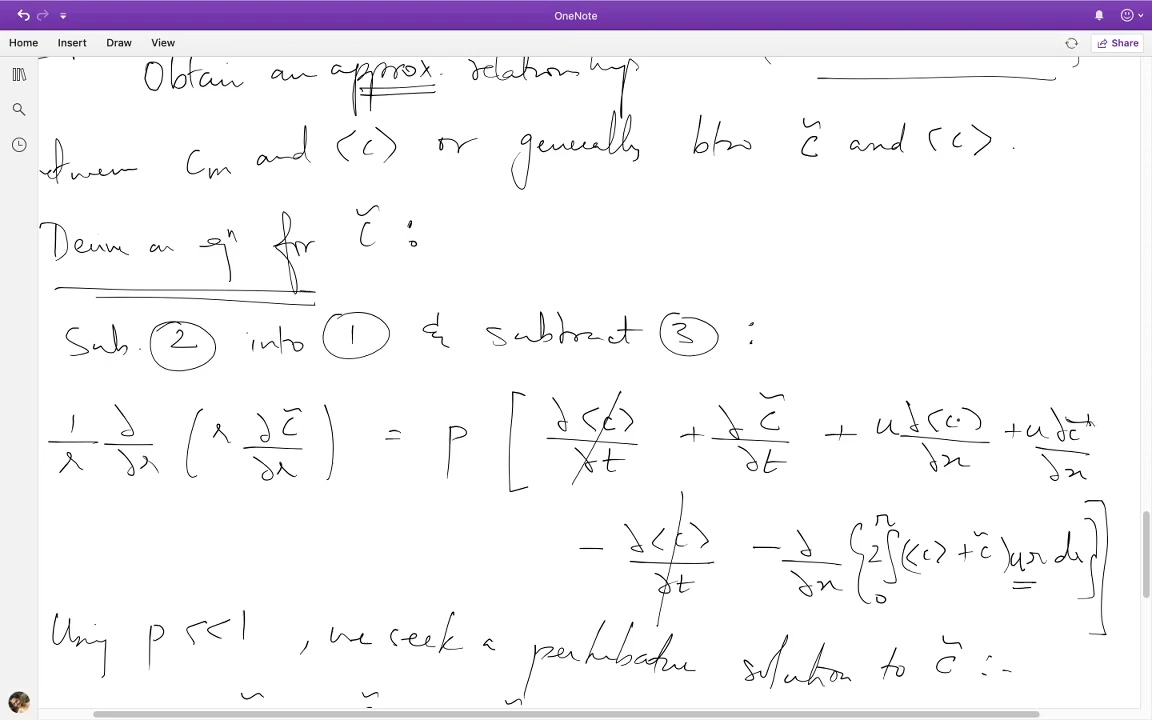 OneNote
Home Insert Draw View
Share
Obtain an approx. relationship
between Cm and <c> or generally btw c̃ and <c>.
Derive an eqⁿ for c̃ :
Sub. ② into ① & subtract ③ :
1/r ∂/∂r ( r ∂c̃/∂r ) = p [ ∂<c>/∂t + ∂c̃/∂t + u ∂<c>/∂x + u ∂c̃/∂x
- ∂<c>/∂t - ∂/∂x { 2 ∫ (<c> + c̃) u r dr } ]
Using p << 1 , we seek a perturbative solution to c̃ :-